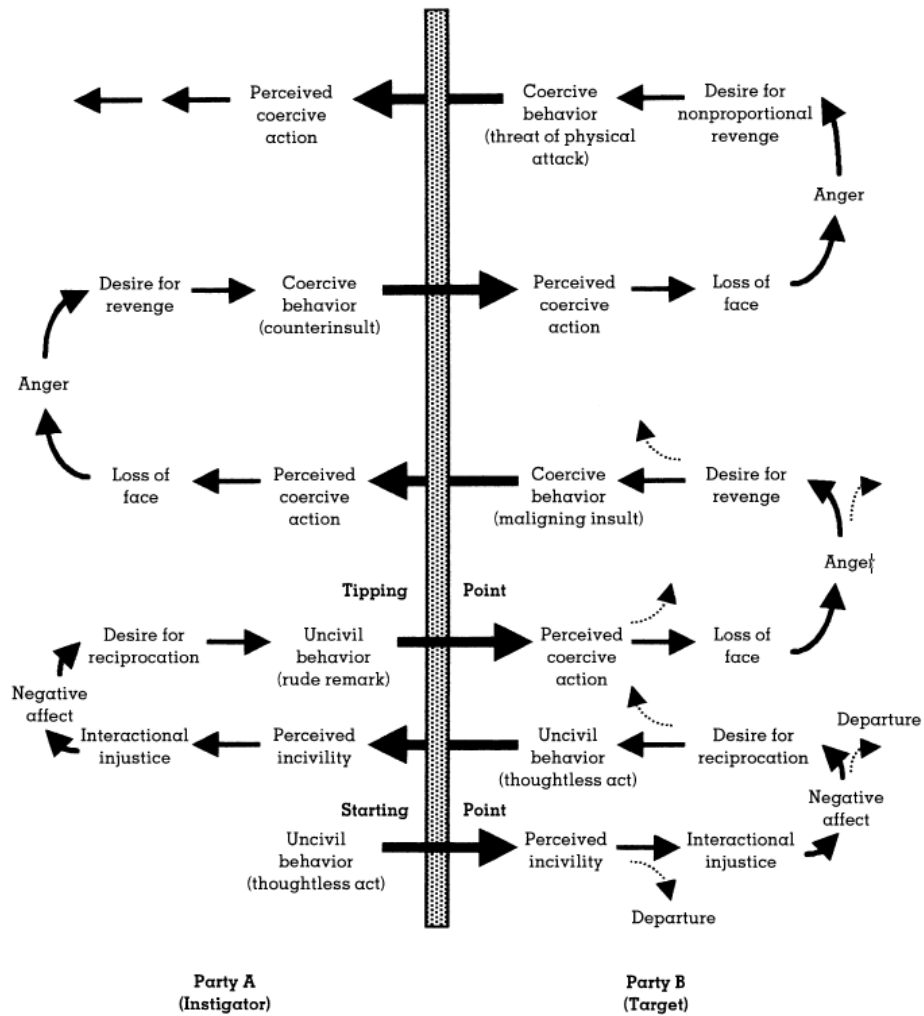 Perceived
coercive
action
Coercive
behavior
(threat of physical
attack)
Desire for
nonproportional
revenge
Anger
Desire for
revenge
Coercive
behavior
(counterinsult)
Perceived
coercive
action
Loss of
face
Anger
Loss of
face
Perceived
coercive
action
Coercive
behavior
(maligning insult)
Desire for
revenge
Anger
Tipping Point
Desire for
reciprocation
Uncivil
behavior
(rude remark)
Perceived
coercive
action
Loss of
face
Negative
affect
Interactional
injustice
Perceived
incivility
Uncivil
behavior
(thoughtless act)
Desire for
reciprocation
Departure
Negative
affect
Starting Point
Uncivil
behavior
(thoughtless act)
Perceived
incivility
Interactional
injustice
Departure
Party A
(Instigator)
Party B
(Target)